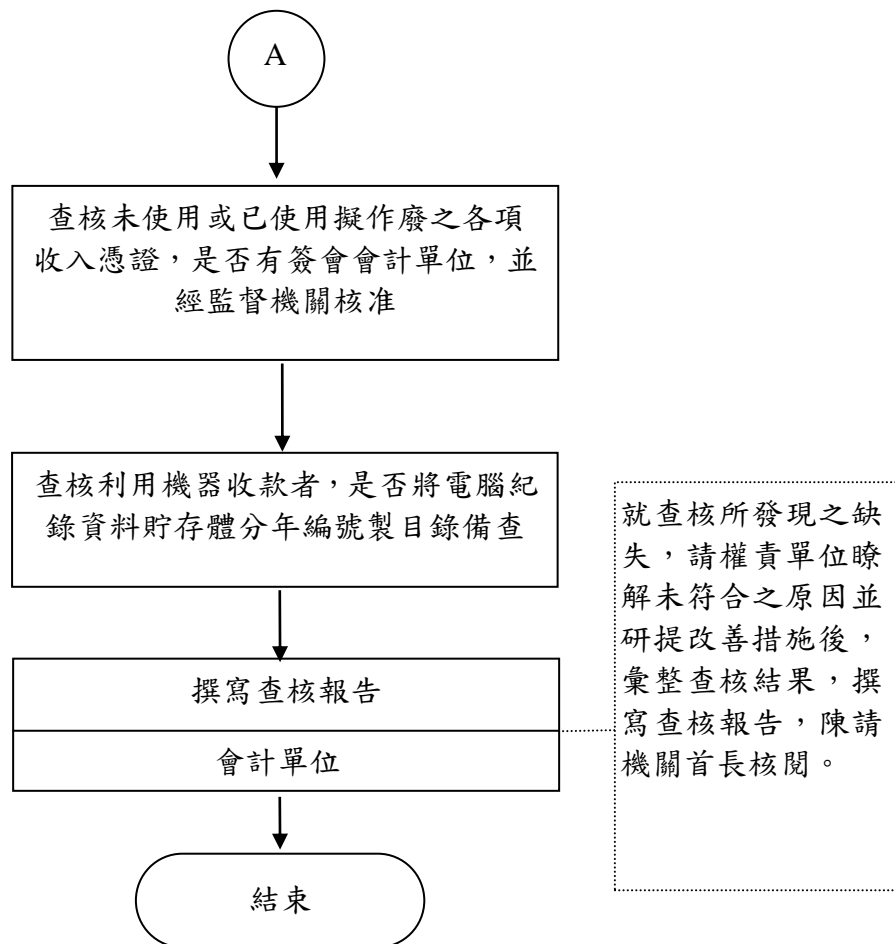 A
查核未使用或已使用擬作廢之各項
收入憑證，是否有簽會會計單位，並
經監督機關核准
查核利用機器收款者，是否將電腦紀
錄資料貯存體分年編號製目錄備查
撰寫查核報告
會計單位
就查核所發現之缺
失，請權責單位瞭
解未符合之原因並
研提改善措施後，
彙整查核結果，撰
寫查核報告，陳請
機關首長核閱。
結束